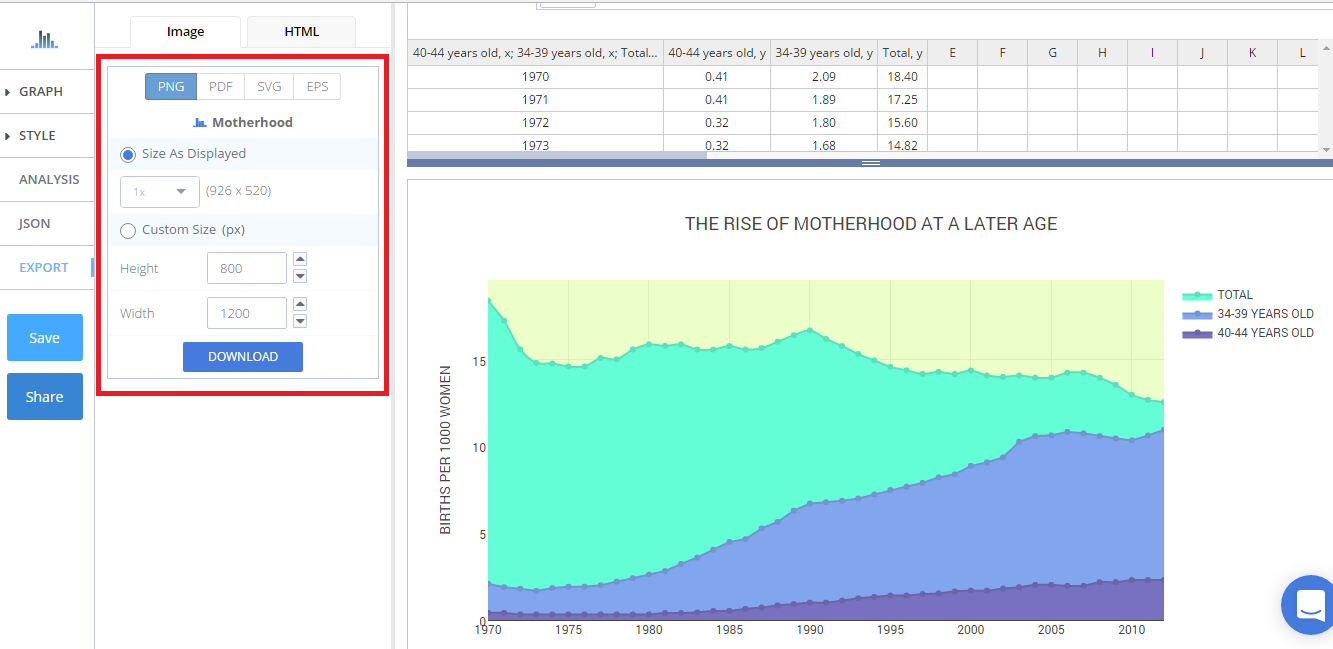 Image HTML
GRAPH
STYLE
ANALYSIS
JSON
EXPORT
Save
Share
PNG PDF SVG EPS
Motherhood
Size As Displayed
1x (926 x 520)
Custom Size (px)
Height 800
Width 1200
DOWNLOAD
40-44 years old, x; 34-39 years old, x; Total... 40-44 years old, y 34-39 years old, y Total, y E F G H I J K L
1970 0.41 2.09 18.40
1971 0.41 1.89 17.25
1972 0.32 1.80 15.60
1973 0.32 1.68 14.82
THE RISE OF MOTHERHOOD AT A LATER AGE
TOTAL
34-39 YEARS OLD
40-44 YEARS OLD
BIRTHS PER 1000 WOMEN
15
10
5
0
1970 1975 1980 1985 1990 1995 2000 2005 2010